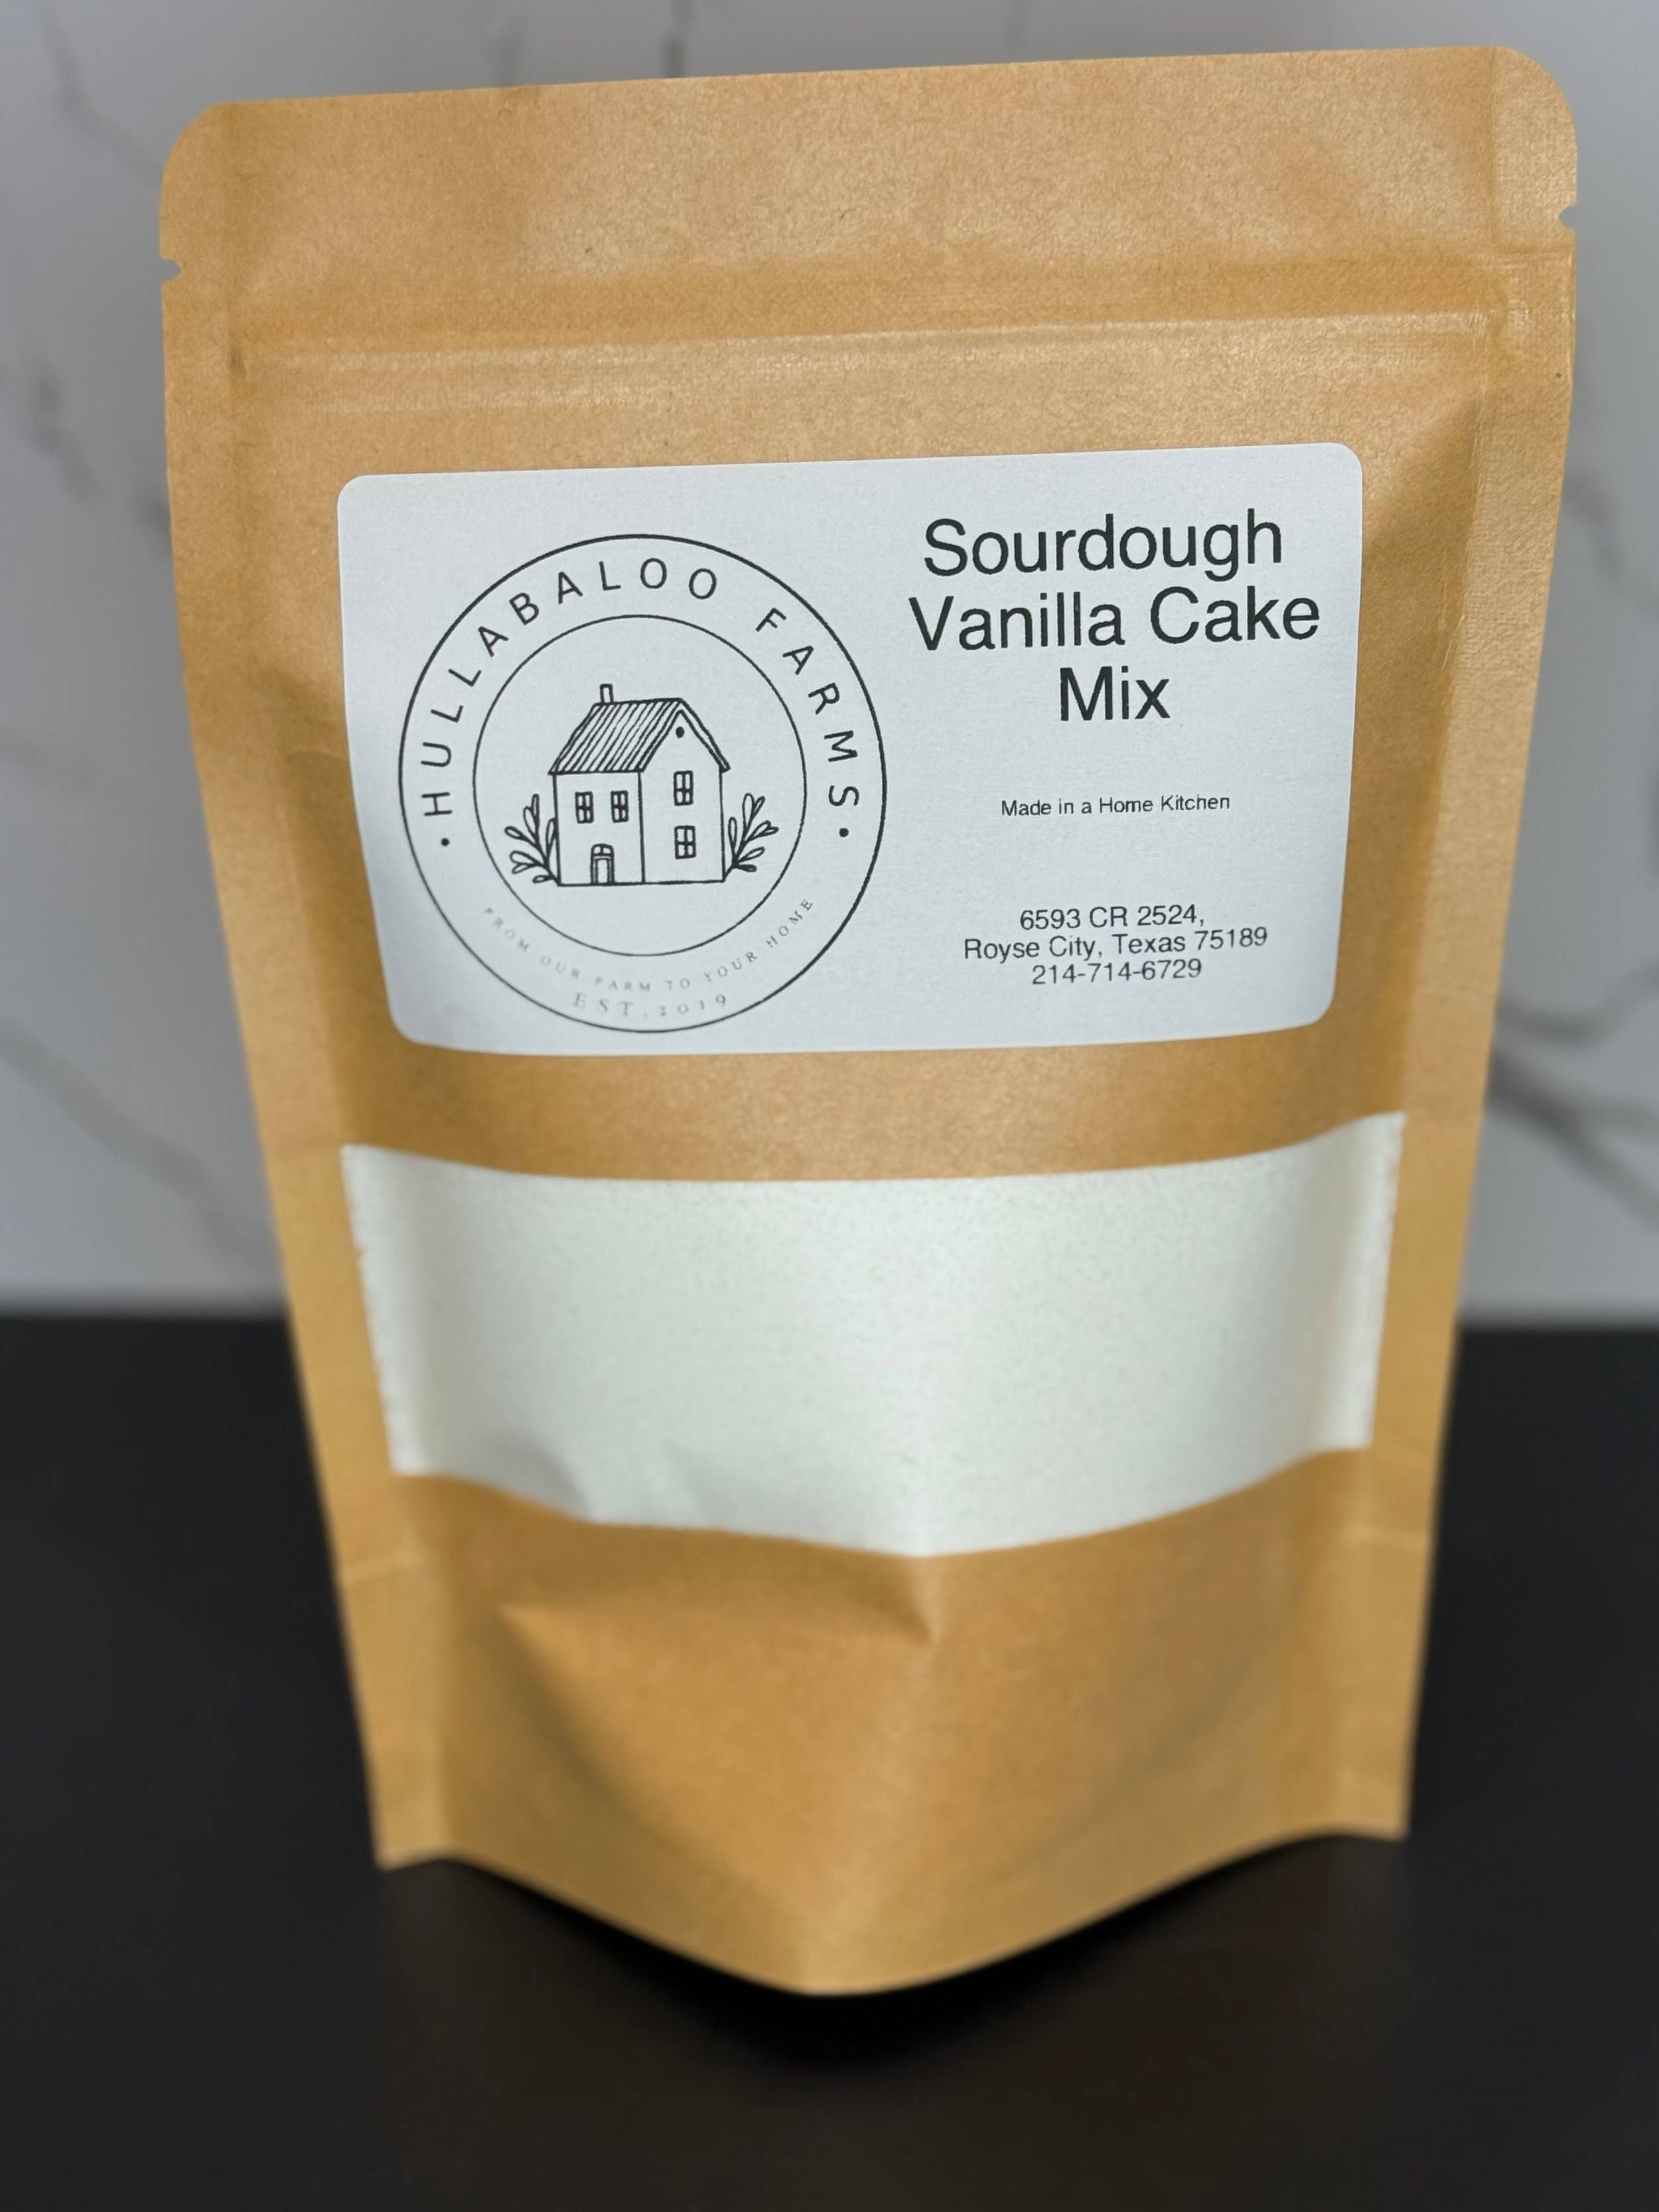 HULLABALOO FARMS
FROM OUR FARM TO YOUR HOME
EST. 2019
Sourdough
Vanilla Cake
Mix
Made in a Home Kitchen
6593 CR 2524,
Royse City, Texas 75189
214-714-6729